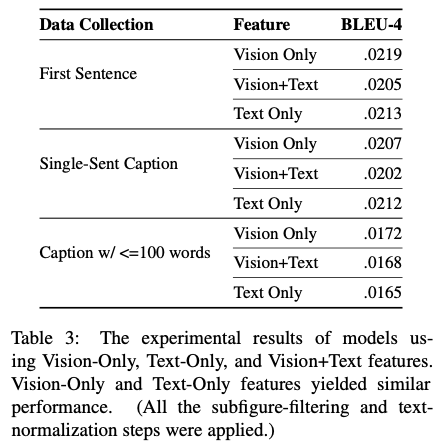 Data Collection Feature BLEU-4
First Sentence
Vision Only .0219
Vision+Text .0205
Text Only .0213
Single-Sent Caption
Vision Only .0207
Vision+Text .0202
Text Only .0212
Caption w/ <=100 words
Vision Only .0172
Vision+Text .0168
Text Only .0165
Table 3: The experimental results of models us-
ing Vision-Only, Text-Only, and Vision+Text features.
Vision-Only and Text-Only features yielded similar
performance. (All the subfigure-filtering and text-
normalization steps were applied.)